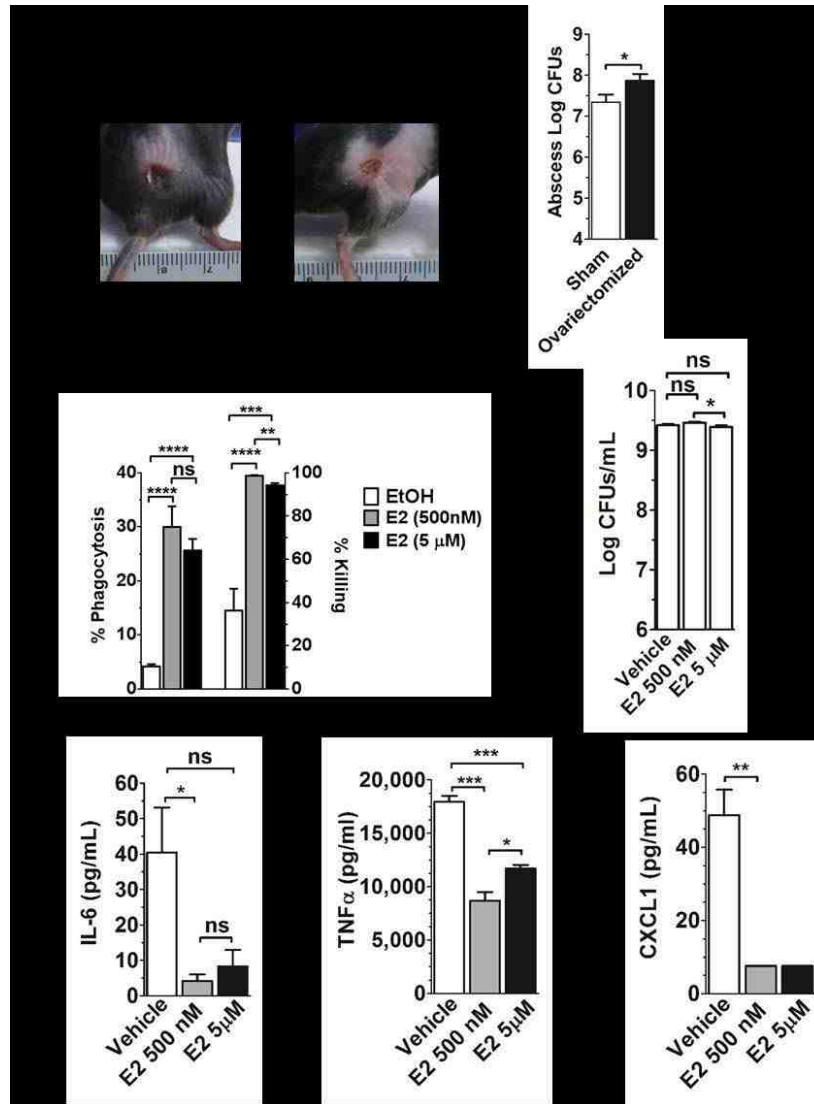 9
8
7
6
5
4
Abscess Log CFUs
*
Sham
Ovariectomized
8
7
7
40
30
20
10
0
% Phagocytosis
****
****
ns
***
****
**
100
80
60
40
20
0
% Killing
EtOH
E2 (500nM)
E2 (5 µM)
10
9
9
8
7
6
Log CFUs/mL
ns
ns
*
Vehicle
E2 500 nM
E2 5 µM
60
50
40
30
20
10
0
IL-6 (pg/mL)
ns
*
ns
Vehicle
E2 500 nM
E2 5µM
20,000
15,000
10,000
5,000
0
TNFα (pg/ml)
***
***
*
Vehicle
E2 500 nM
E2 5µM
60
40
20
0
CXCL1 (pg/mL)
**
Vehicle
E2 500 nM
E2 5µM